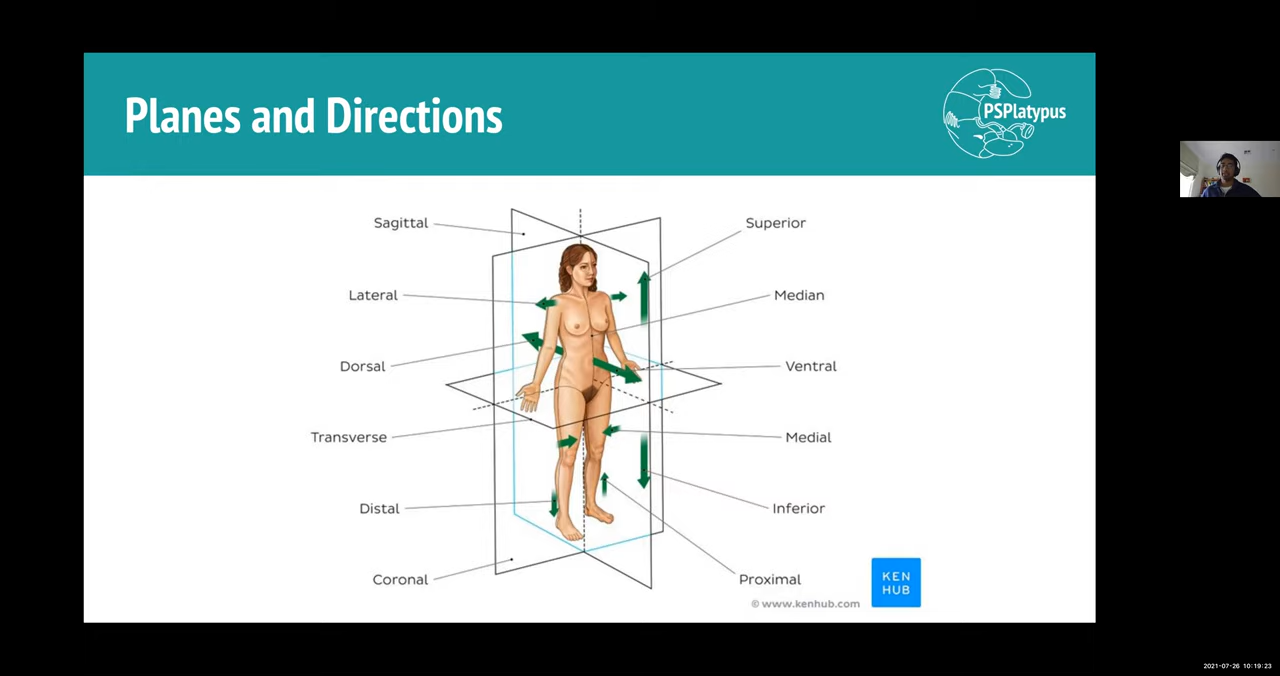 Planes and Directions
PSPlatypus
Sagittal
Superior
Lateral
Median
Dorsal
Ventral
Transverse
Medial
Distal
Inferior
Coronal
Proximal
KEN
HUB
© www.kenhub.com
2021-07-26 10:19:23